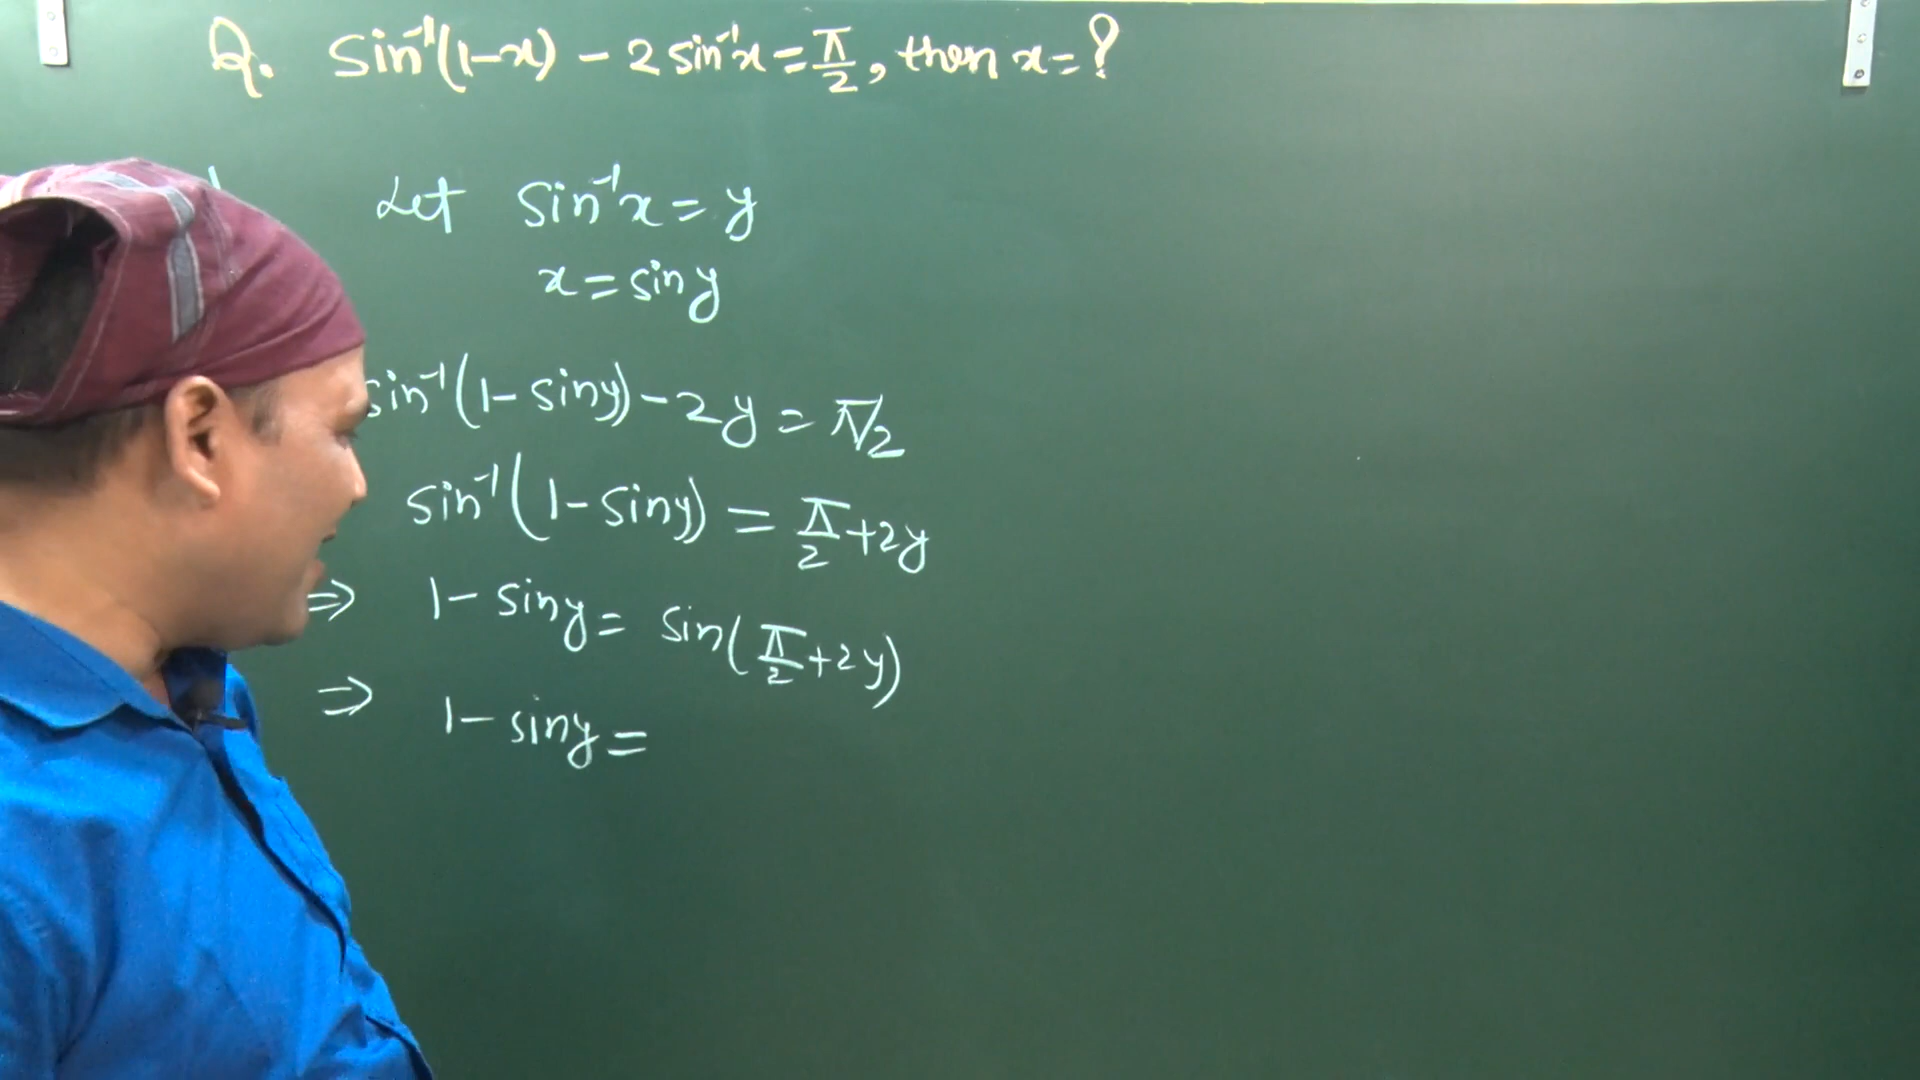 Q. sin⁻¹(1-x) - 2 sin⁻¹x = π/2, then x = ?
Let sin⁻¹x = y
x = sin y
sin⁻¹(1- sin y) - 2y = π/2
sin⁻¹(1- sin y) = π/2 + 2y
⇒ 1- sin y = sin(π/2 + 2y)
⇒ 1- sin y =